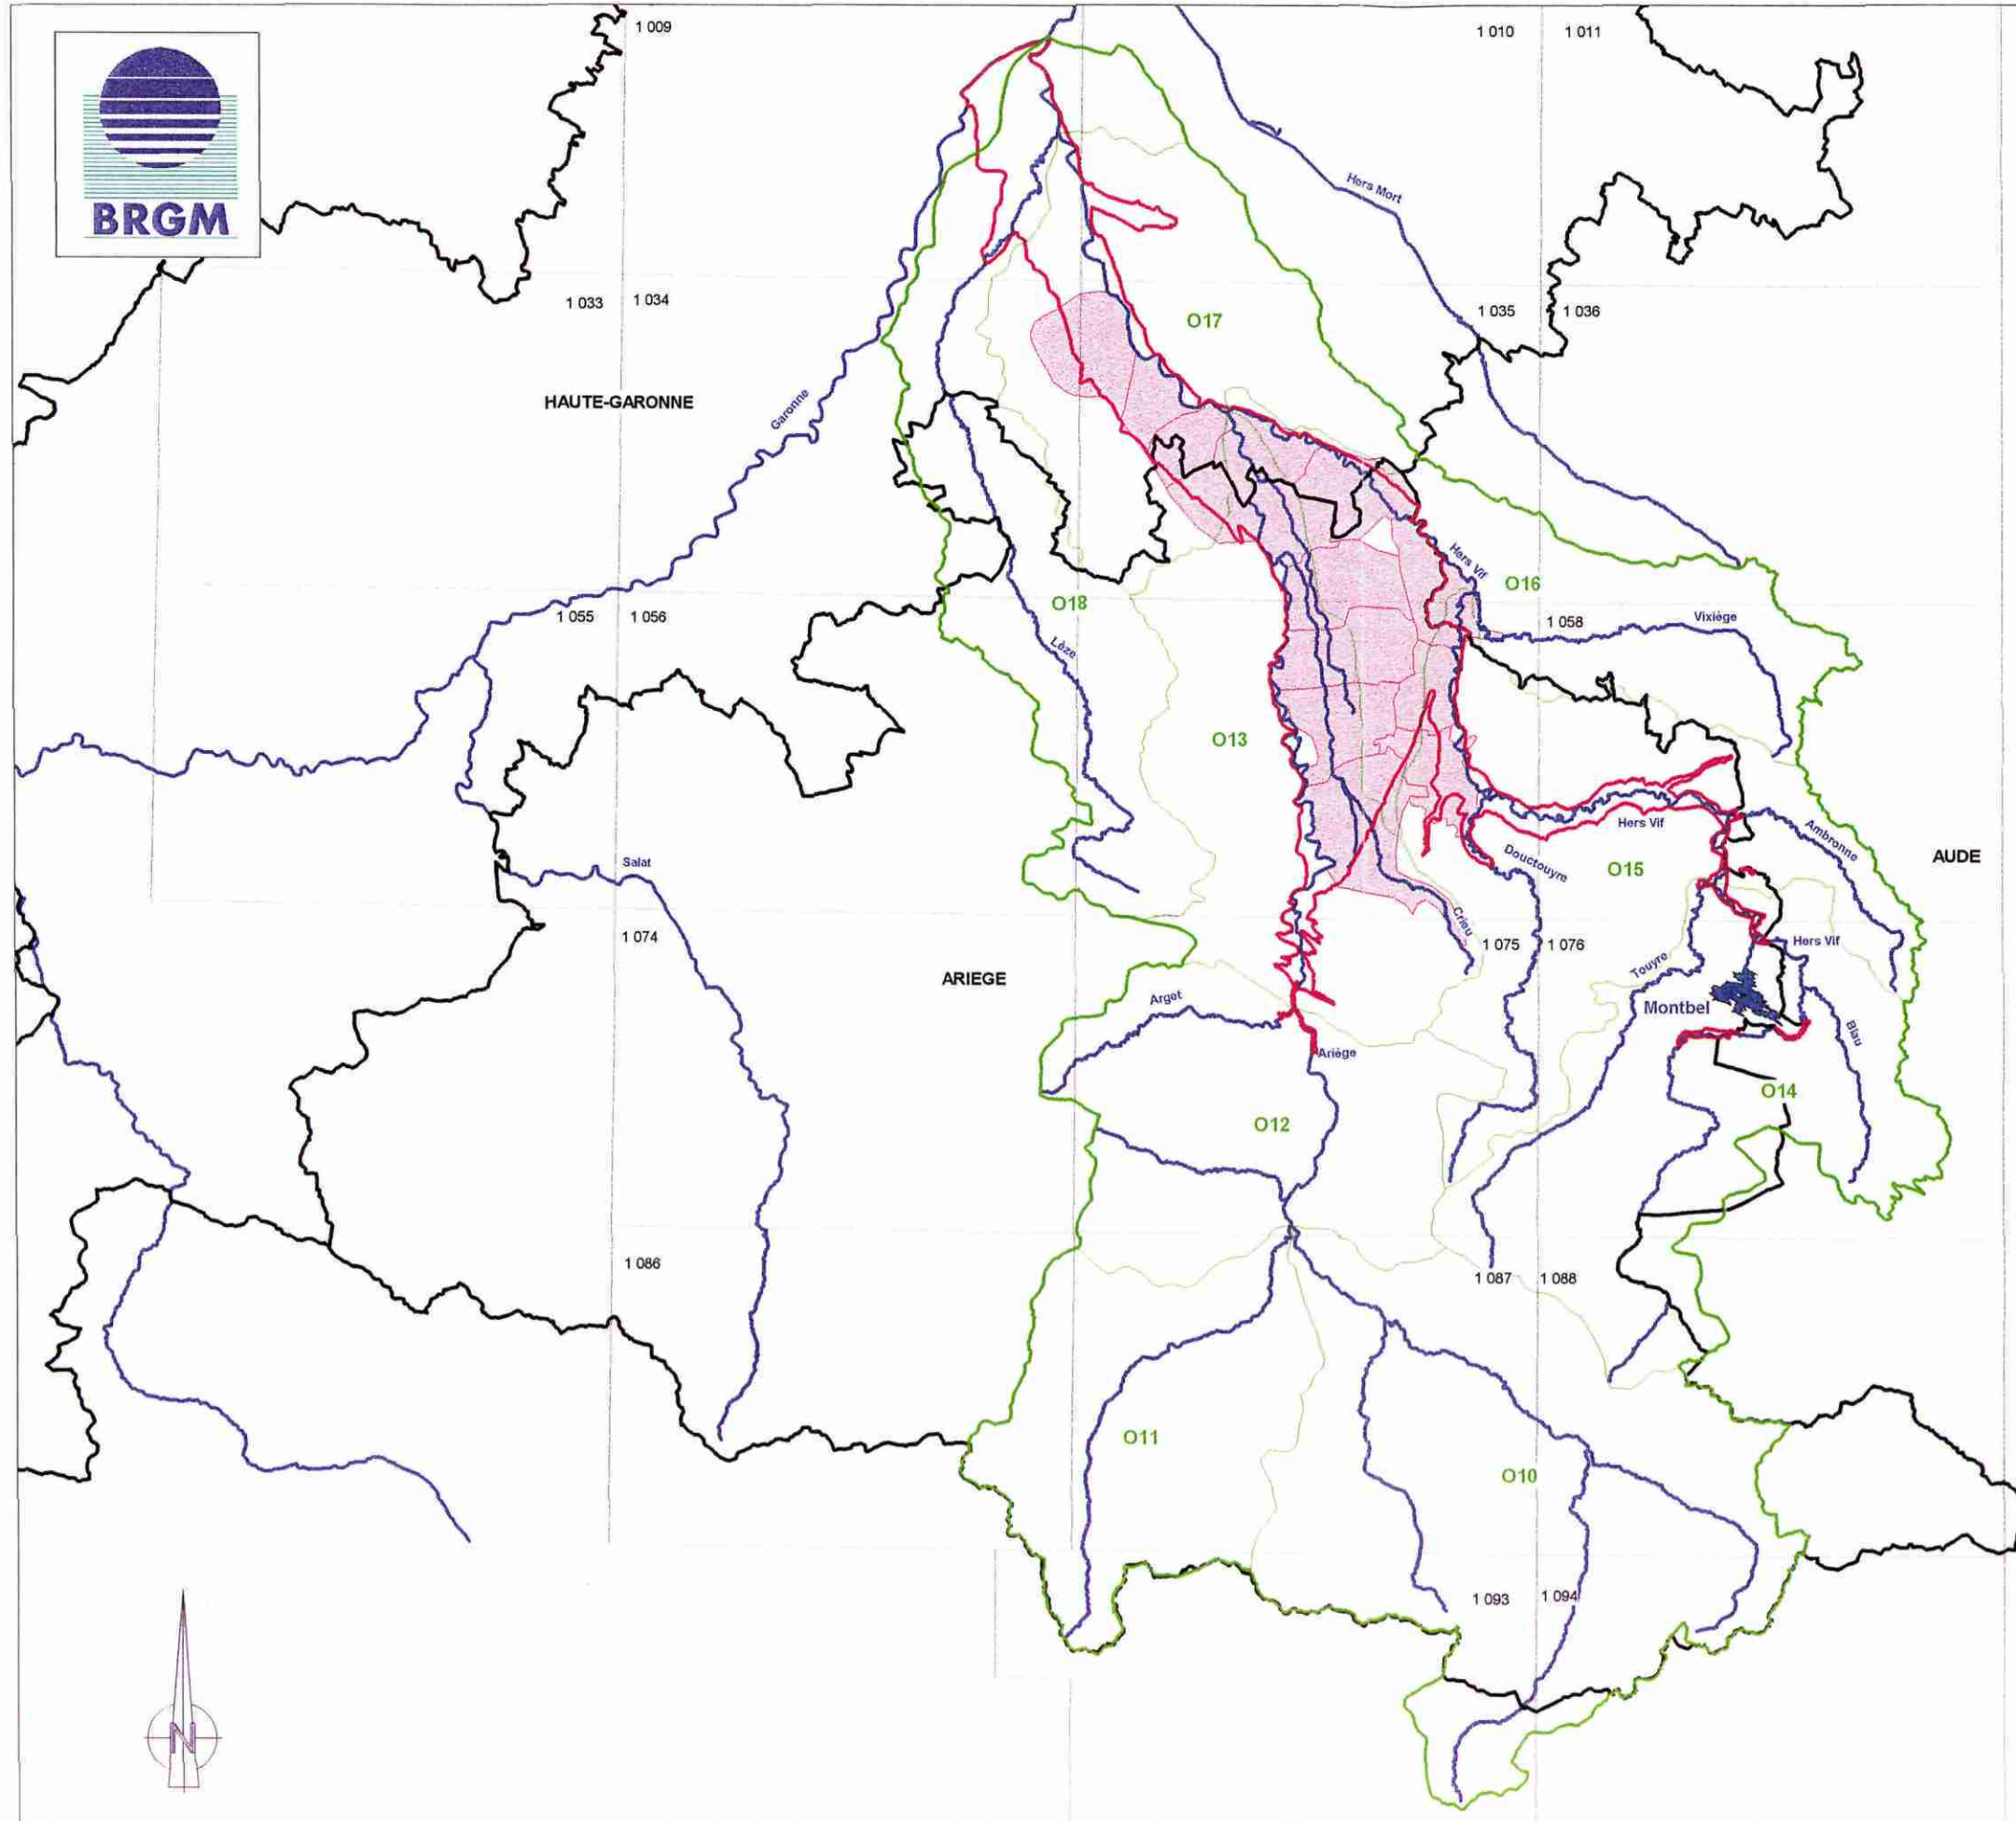 1 009
1 010
1 011
BRGM
Hers Mort
1 033
1 034
1 035
1 036
O17
HAUTE-GARONNE
Garonne
Hers Vif
O16
O18
1 055
1 056
1 058
Vixiège
Lèze
O13
Hers Vif
Ambronne
Douctouyre
O15
AUDE
Salat
Crieu
1 074
1 075
1 076
Hers Vif
Touyre
ARIEGE
Arget
Montbel
Blau
Ariège
O14
O12
1 086
1 087
1 088
O11
O10
1 093
1 094
N